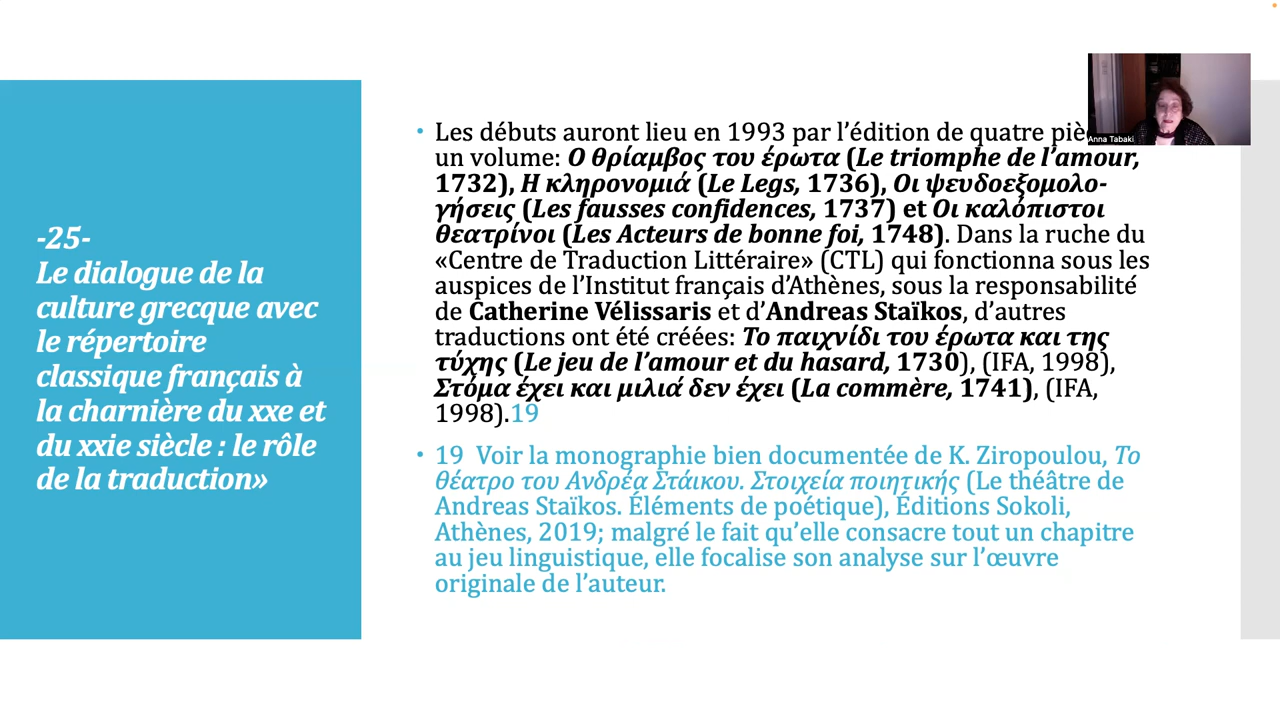 -25-
Le dialogue de la
culture grecque avec
le répertoire
classique français à
la charnière du xxe et
du xxie siècle : le rôle
de la traduction»
Les débuts auront lieu en 1993 par l’édition de quatre
un volume: Ο θρίαμβος του έρωτα (Le triomphe de l’amour,
1732), Η κληρονομιά (Le Legs, 1736), Οι ψευδοεξομολο-
γήσεις (Les fausses confidences, 1737) et Οι καλόπιστοι
θεατρίνοι (Les Acteurs de bonne foi, 1748). Dans la ruche du
«Centre de Traduction Littéraire» (CTL) qui fonctionna sous les
auspices de l’Institut français d’Athènes, sous la responsabilité
de Catherine Vélissaris et d’Andreas Staïkos, d’autres
traductions ont été créées: Το παιχνίδι του έρωτα και της
τύχης (Le jeu de l’amour et du hasard, 1730), (IFA, 1998),
Στόμα έχει και μιλιά δεν έχει (La commère, 1741), (IFA,
1998).19
19 Voir la monographie bien documentée de K. Ziropoulou, Το
θέατρο του Ανδρέα Στάικου. Στοιχεία ποιητικής (Le théâtre de
Andreas Staïkos. Éléments de poétique), Éditions Sokoli,
Athènes, 2019; malgré le fait qu’elle consacre tout un chapitre
au jeu linguistique, elle focalise son analyse sur l’œuvre
originale de l’auteur.
Anna Tabaki